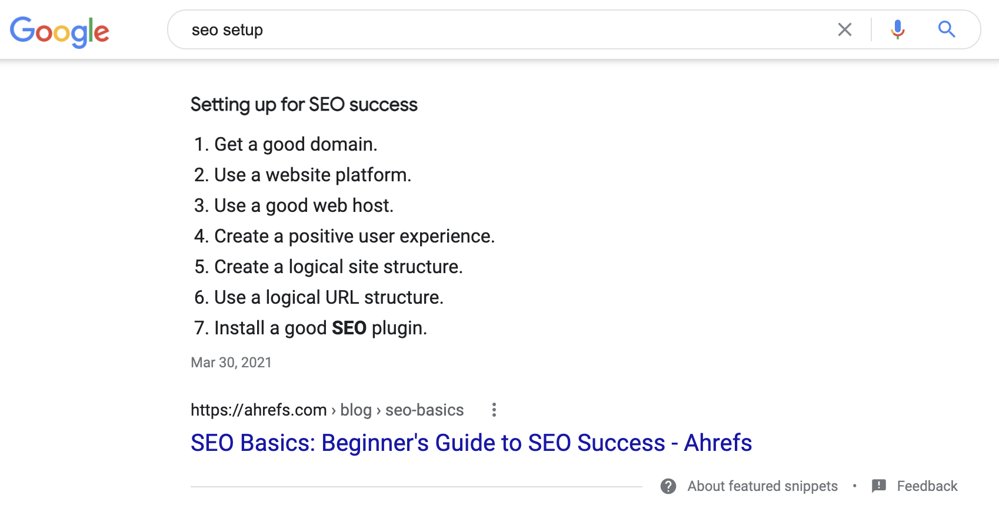 Google
seo setup
Setting up for SEO success
1. Get a good domain.
2. Use a website platform.
3. Use a good web host.
4. Create a positive user experience.
5. Create a logical site structure.
6. Use a logical URL structure.
7. Install a good SEO plugin.
Mar 30, 2021
https://ahrefs.com › blog › seo-basics
SEO Basics: Beginner's Guide to SEO Success - Ahrefs
About featured snippets • Feedback